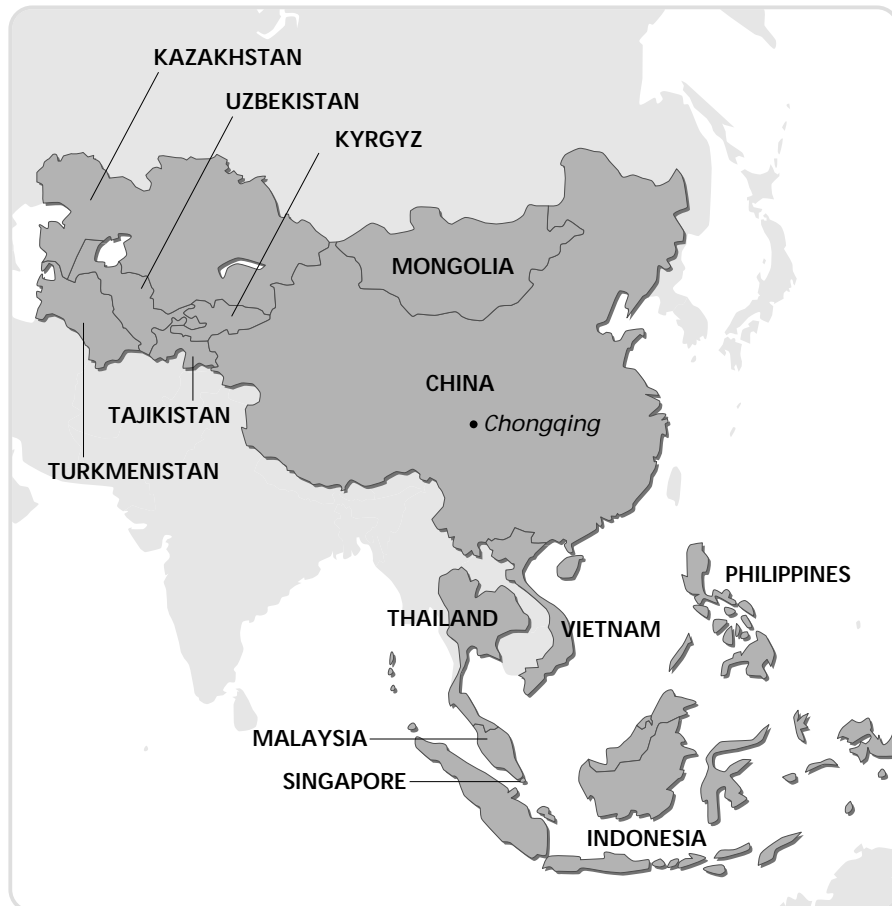 KAZAKHSTAN
UZBEKISTAN
KYRGYZ
MONGOLIA
CHINA
TAJIKISTAN
Chongqing
TURKMENISTAN
PHILIPPINES
THAILAND
VIETNAM
MALAYSIA
SINGAPORE
INDONESIA